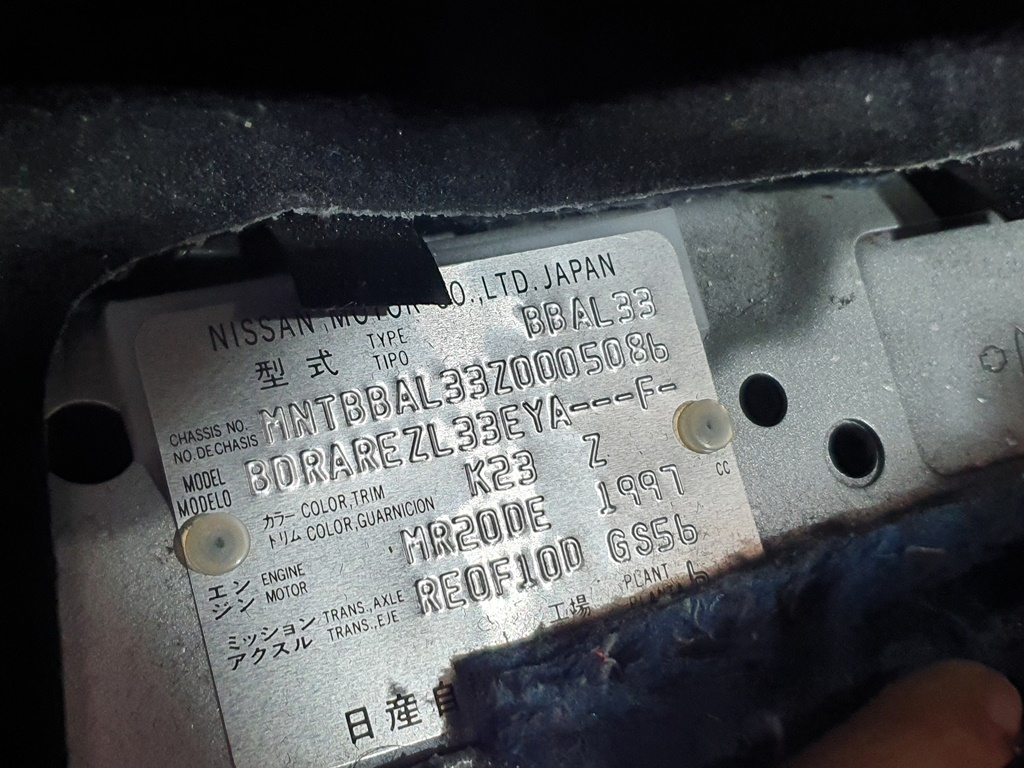 NISSAN MOTOR CO.,LTD. JAPAN
型式 TYPE TIPO BBAL33
CHASSIS NO. NO.DE CHASIS MNTBBAL33Z0005086
MODEL MODELO BDRAREZL33EYA---F-
カラー COLOR,TRIM K23 Z
トリム COLOR,GUARNICION
エンジン ENGINE MOTOR MR20DE 1997 CC
ミッション TRANS.,AXLE RE0F10D GS56
アクスル TRANS.,EJE
工場
日産自